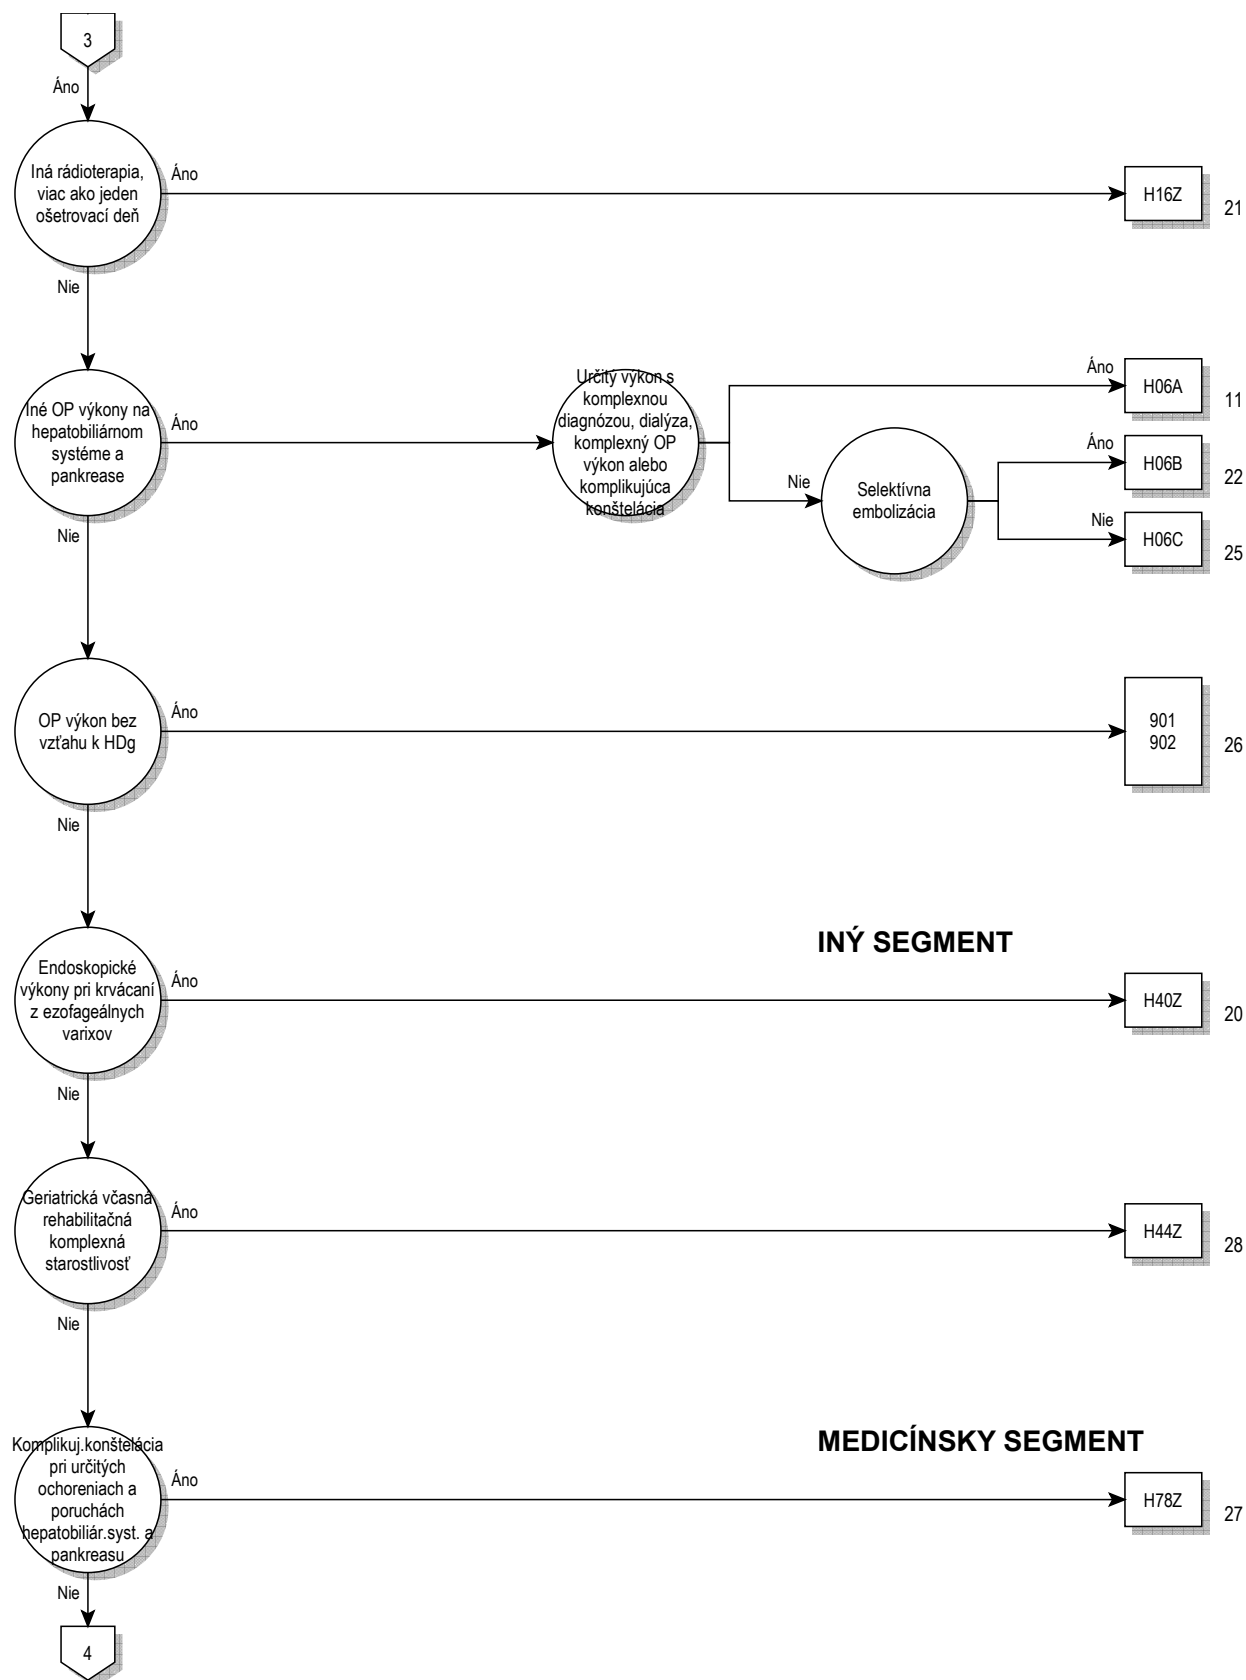 3
Áno
Iná rádioterapia,
viac ako jeden
ošetrovací deň
Áno
H16Z
21
Nie
Iné OP výkony na
hepatobiliárnom
systéme a
pankrease
Áno
Určitý výkon s
komplexnou
diagnózou, dialýza,
komplexný OP
výkon alebo
komplikujúca
konštelácia
Áno
H06A
11
Nie
Selektívna
embolizácia
Áno
H06B
22
Nie
H06C
25
Nie
OP výkon bez
vzťahu k HDg
Áno
901
902
26
Nie
INÝ SEGMENT
Endoskopické
výkony pri krvácaní
z ezofageálnych
varixov
Áno
H40Z
20
Nie
Geriatrická včasná
rehabilitačná
komplexná
starostlivosť
Áno
H44Z
28
Nie
MEDICÍNSKY SEGMENT
Komplikuj.konštelácia
pri určitých
ochoreniach a
poruchách
hepatobiliár.syst. a
pankreasu
Áno
H78Z
27
Nie
4